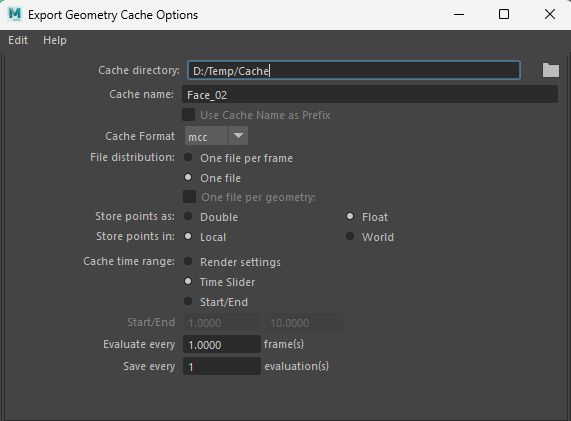 Export Geometry Cache Options
Edit Help
Cache directory: D:/Temp/Cache
Cache name: Face_02
Use Cache Name as Prefix
Cache Format mcc
File distribution: One file per frame
One file
One file per geometry:
Store points as: Double Float
Store points in: Local World
Cache time range: Render settings
Time Slider
Start/End
Start/End 1.0000 10.0000
Evaluate every 1.0000 frame(s)
Save every 1 evaluation(s)